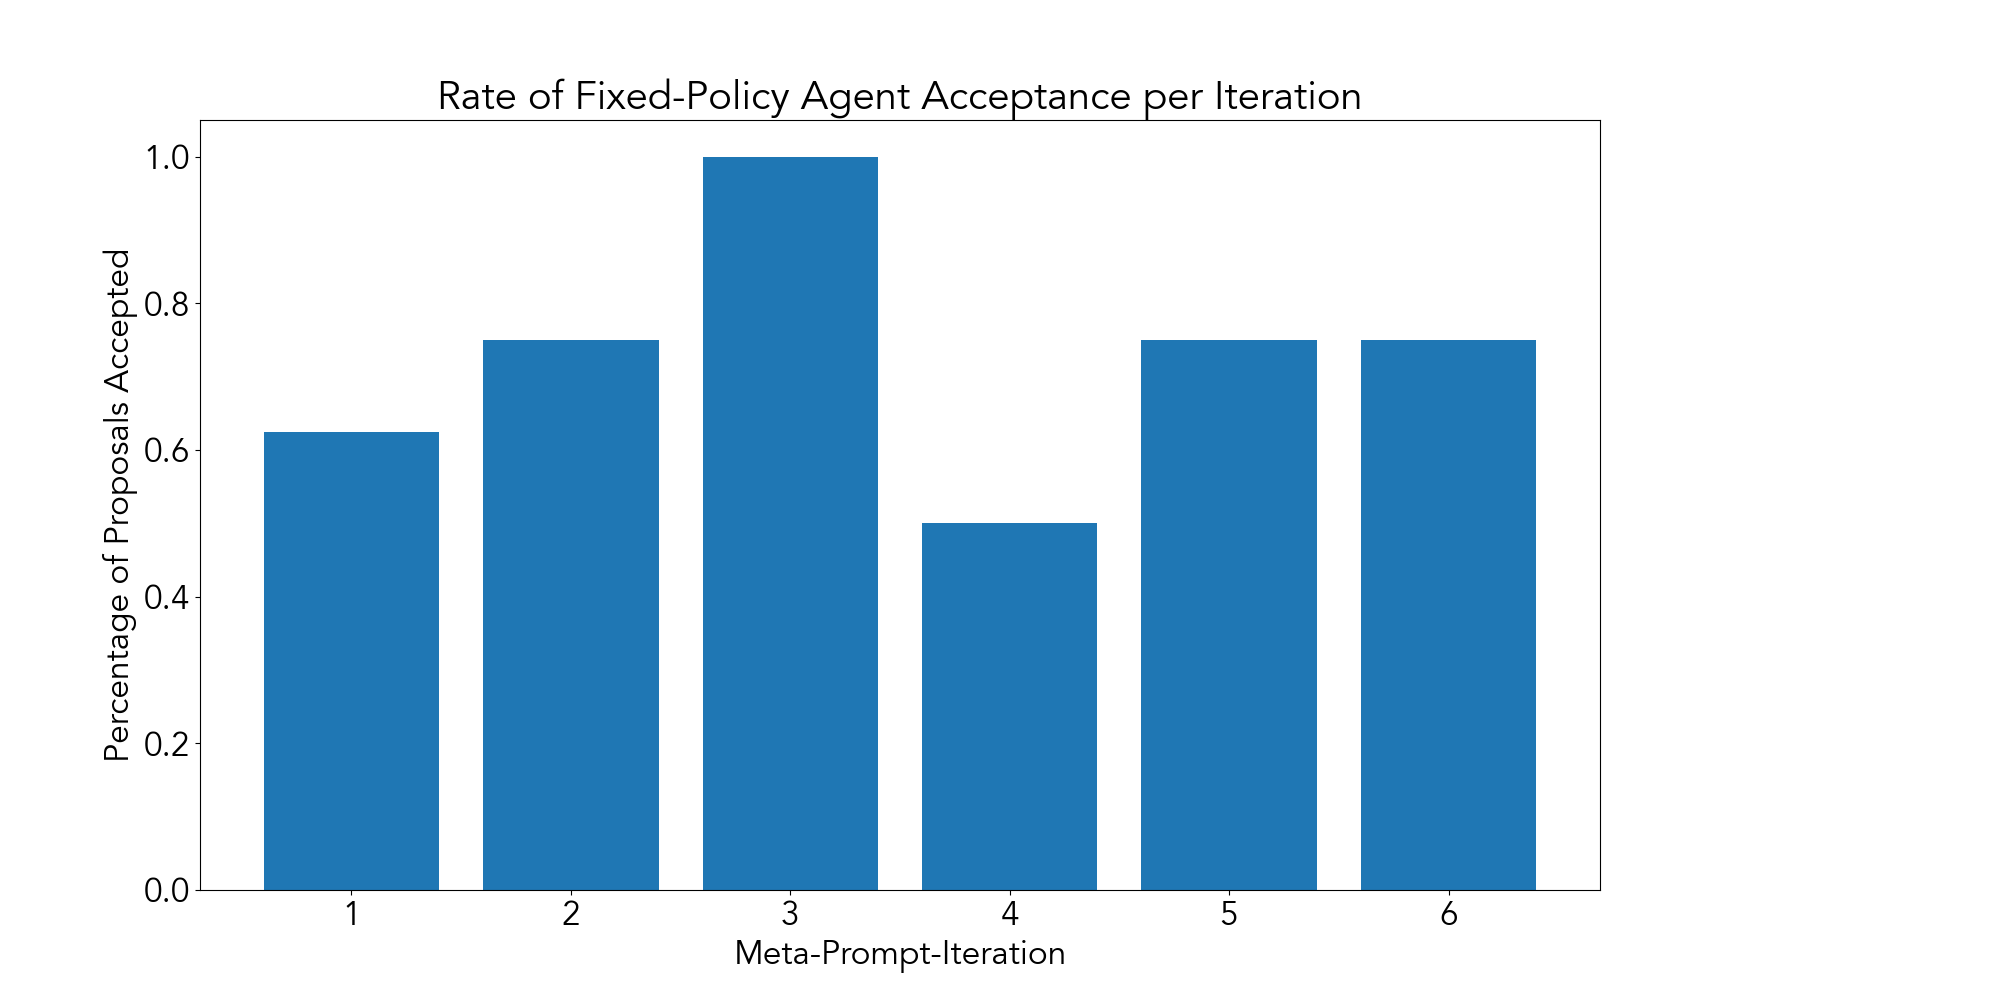 Rate of Fixed-Policy Agent Acceptance per Iteration
Percentage of Proposals Accepted
1.0
0.8
0.6
0.4
0.2
0.0
1 2 3 4 5 6
Meta-Prompt-Iteration